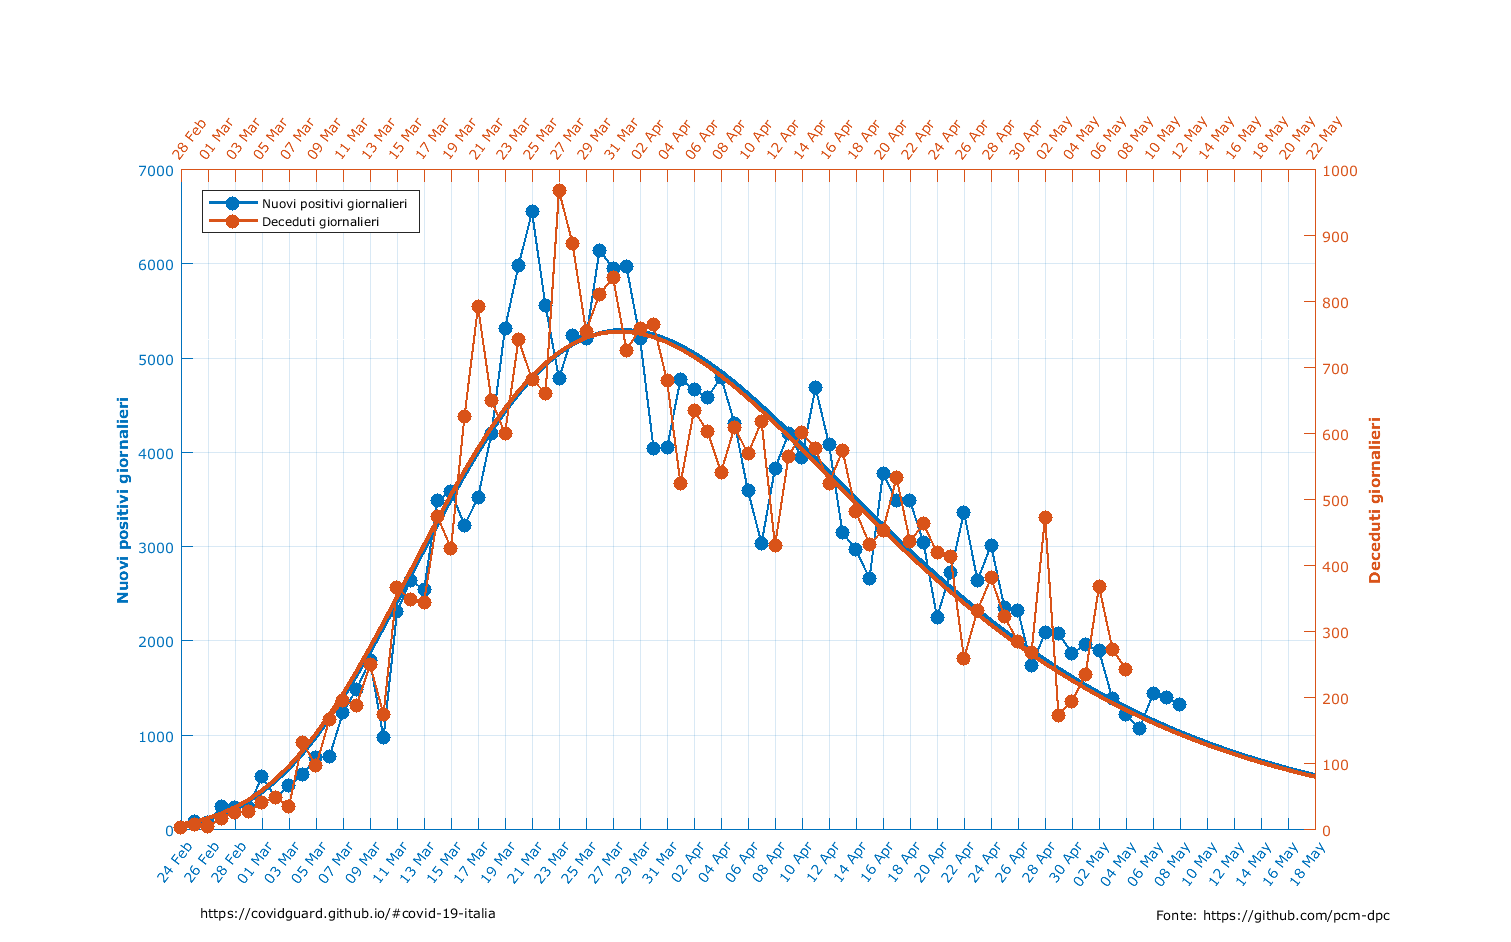 28 Feb
01 Mar
03 Mar
05 Mar
07 Mar
09 Mar
11 Mar
13 Mar
15 Mar
17 Mar
19 Mar
21 Mar
23 Mar
25 Mar
27 Mar
29 Mar
31 Mar
02 Apr
04 Apr
06 Apr
08 Apr
10 Apr
12 Apr
14 Apr
16 Apr
18 Apr
20 Apr
22 Apr
24 Apr
26 Apr
28 Apr
30 Apr
02 May
04 May
06 May
08 May
10 May
12 May
14 May
16 May
18 May
20 May
22 May
Nuovi positivi giornalieri
Deceduti giornalieri
7000
6000
5000
4000
3000
2000
1000
0
Nuovi positivi giornalieri
1000
900
800
700
600
500
400
300
200
100
0
Deceduti giornalieri
24 Feb
26 Feb
28 Feb
01 Mar
03 Mar
05 Mar
07 Mar
09 Mar
11 Mar
13 Mar
15 Mar
17 Mar
19 Mar
21 Mar
23 Mar
25 Mar
27 Mar
29 Mar
31 Mar
02 Apr
04 Apr
06 Apr
08 Apr
10 Apr
12 Apr
14 Apr
16 Apr
18 Apr
20 Apr
22 Apr
24 Apr
26 Apr
28 Apr
30 Apr
02 May
04 May
06 May
08 May
10 May
12 May
14 May
16 May
18 May
https://covidguard.github.io/#covid-19-italia
Fonte: https://github.com/pcm-dpc